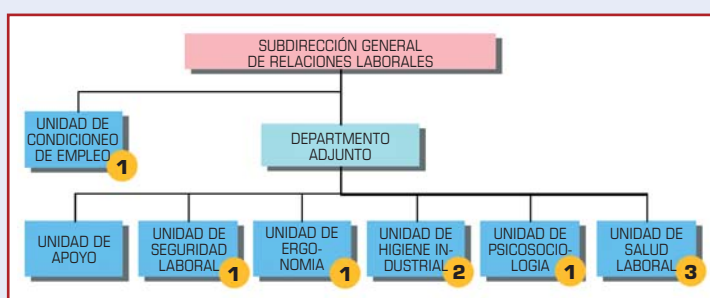 SUBDIRECCIÓN GENERAL
DE RELACIONES LABORALES
UNIDAD DE
CONDICIONEO
DE EMPLEO
1
DEPARTMENTO
ADJUNTO
UNIDAD DE
APOYO
UNIDAD DE
SEGURIDAD
LABORAL
1
UNIDAD DE
ERGO-
NOMIA
1
UNIDAD DE
HIGIENE IN-
DUSTRIAL
2
UNIDAD DE
PSICOSOCIO-
LOGIA
1
UNIDAD DE
SALUD
LABORAL
3